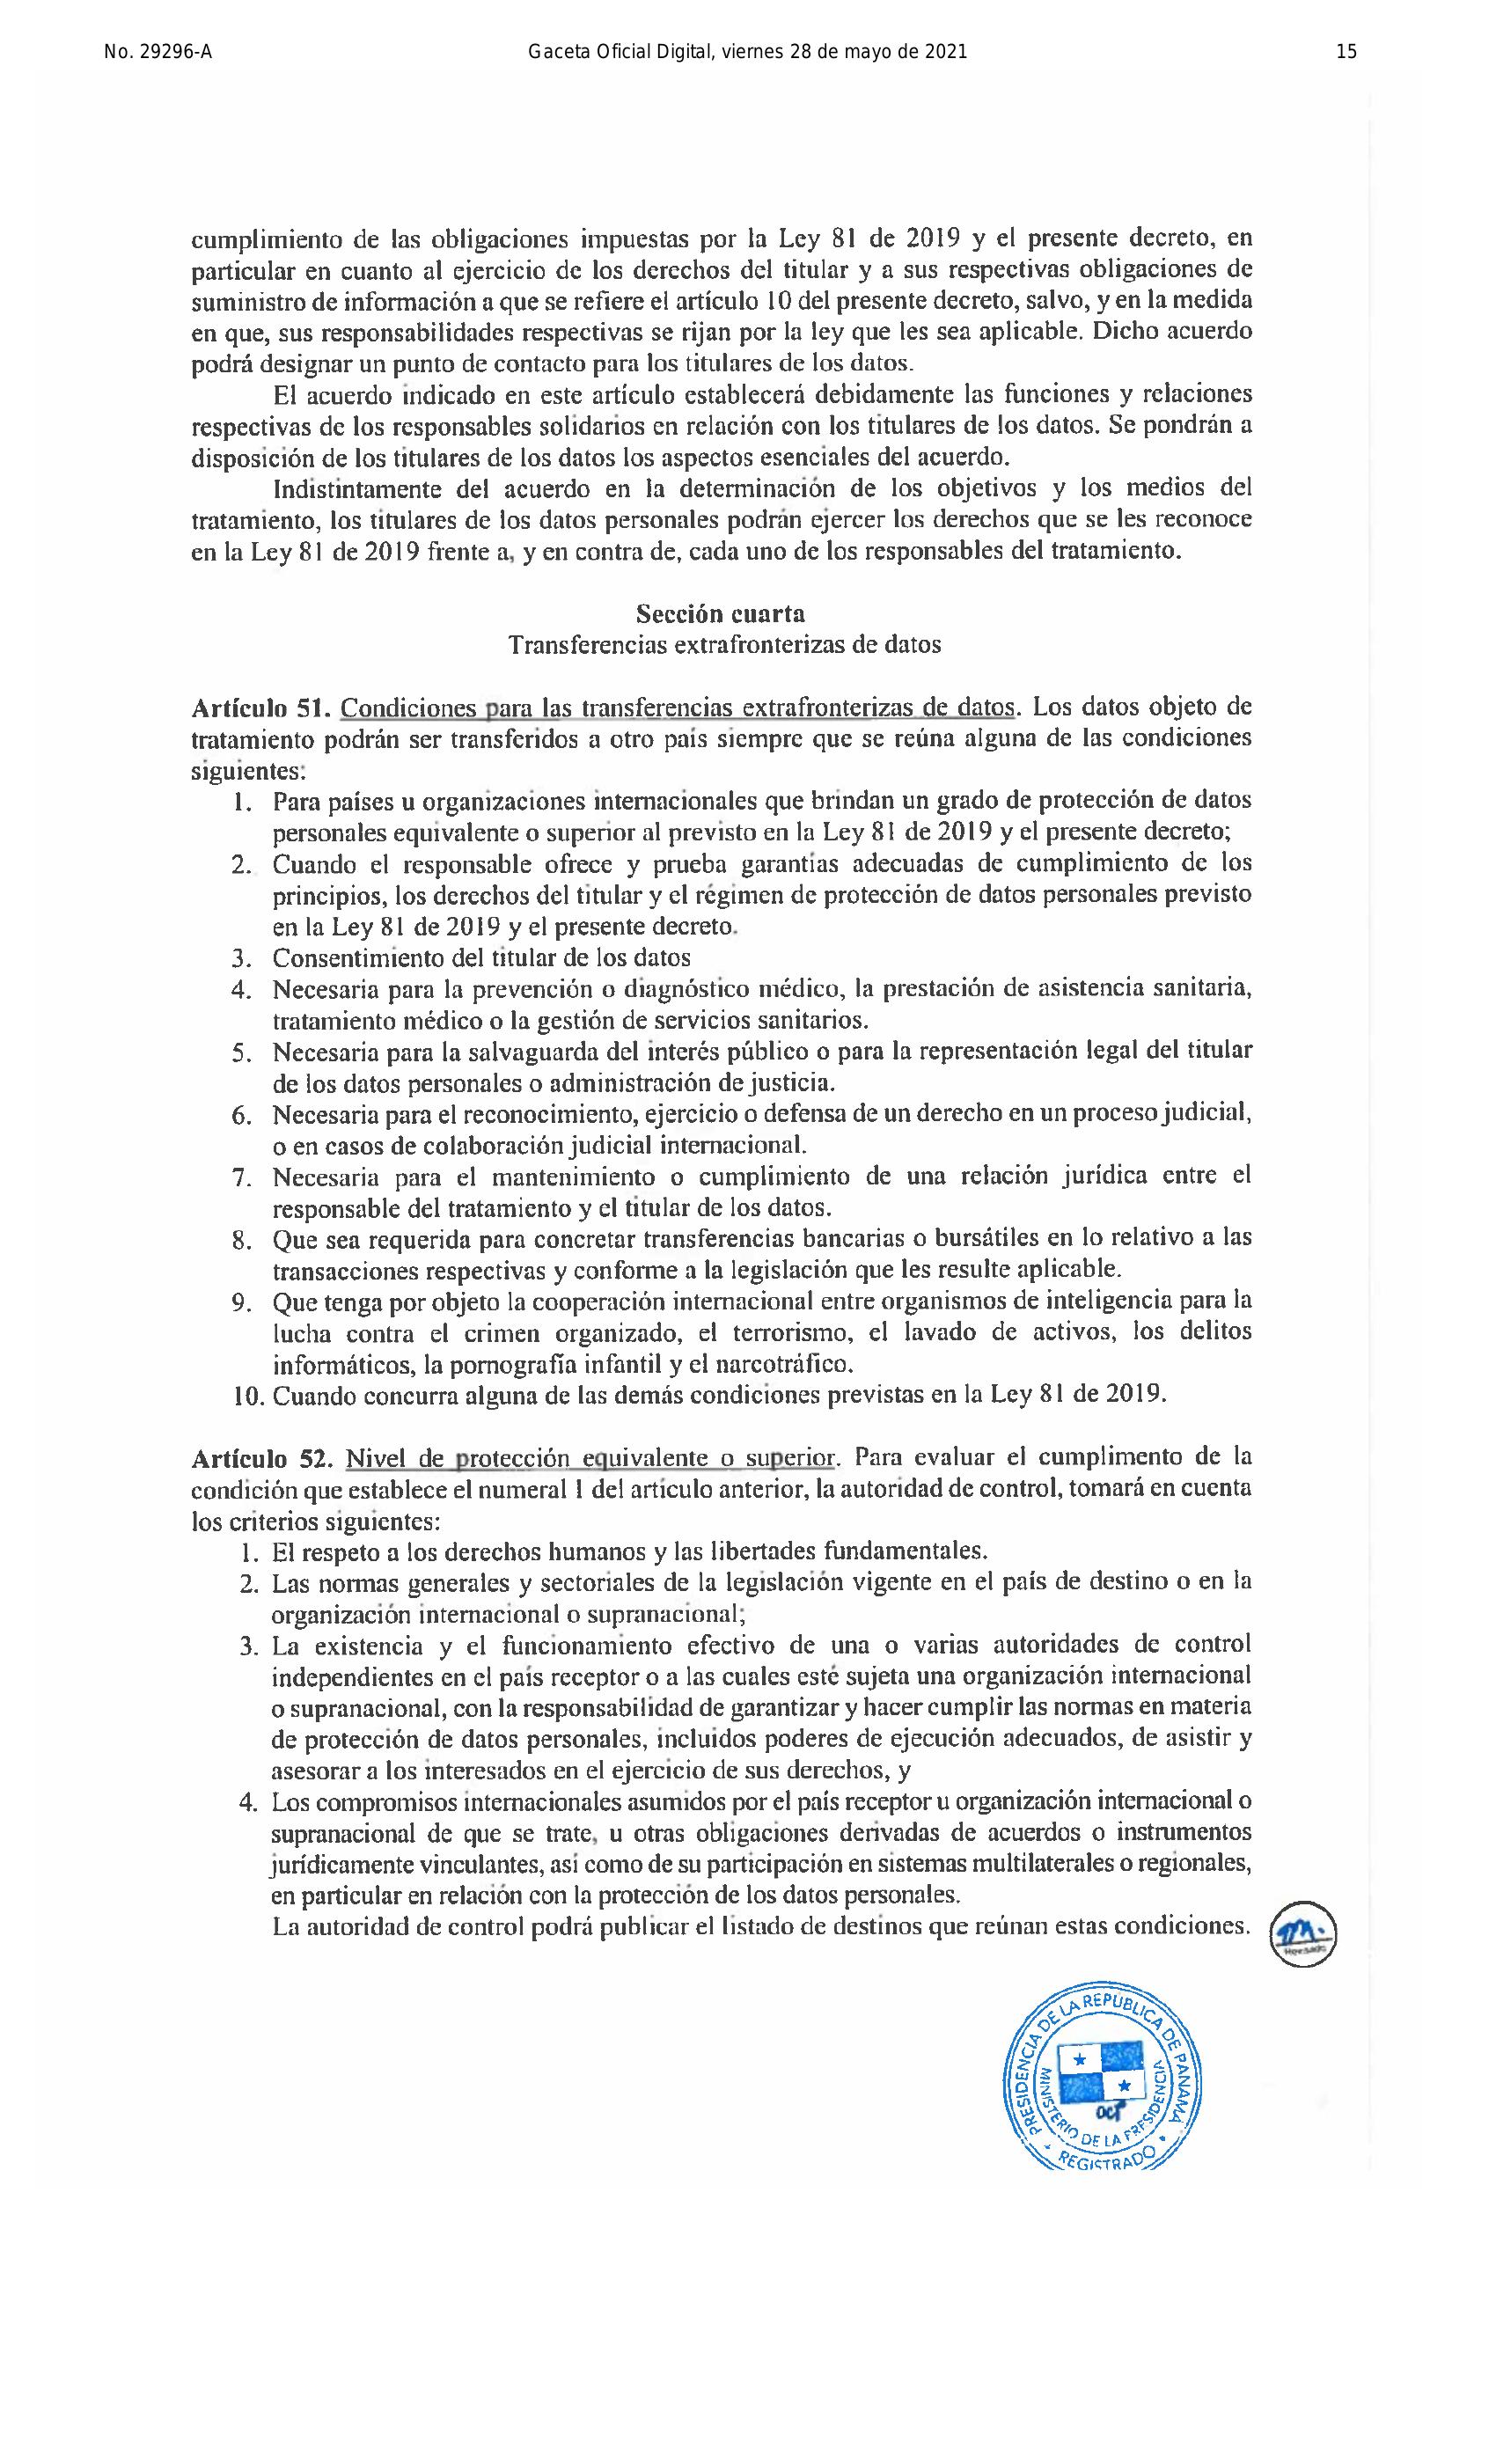 No. 29296-A Gaceta Oficial Digital, viernes 28 de mayo de 2021 15
cumplimiento de las obligaciones impuestas por la Ley 81 de 2019 y el presente decreto, en
particular en cuanto al ejercicio de los derechos del titular y a sus respectivas obligaciones de
suministro de información a que se refiere el artículo 10 del presente decreto, salvo, y en la medida
en que, sus responsabilidades respectivas se rijan por la ley que les sea aplicable. Dicho acuerdo
podrá designar un punto de contacto para los titulares de los datos.
El acuerdo indicado en este artículo establecerá debidamente las funciones y relaciones
respectivas de los responsables solidarios en relación con los titulares de los datos. Se pondrán a
disposición de los titulares de los datos los aspectos esenciales del acuerdo.
Indistintamente del acuerdo en la determinación de los objetivos y los medios del
tratamiento, los titulares de los datos personales podrán ejercer los derechos que se les reconoce
en la Ley 81 de 2019 frente a, y en contra de, cada uno de los responsables del tratamiento.
Sección cuarta
Transferencias extrafronterizas de datos
Artículo 51. Condiciones para las transferencias extrafronterizas de datos. Los datos objeto de
tratamiento podrán ser transferidos a otro país siempre que se reúna alguna de las condiciones
siguientes:
1. Para países u organizaciones internacionales que brindan un grado de protección de datos
personales equivalente o superior al previsto en la Ley 81 de 2019 y el presente decreto;
2. Cuando el responsable ofrece y prueba garantías adecuadas de cumplimiento de los
principios, los derechos del titular y el régimen de protección de datos personales previsto
en la Ley 81 de 2019 y el presente decreto.
3. Consentimiento del titular de los datos
4. Necesaria para la prevención o diagnóstico médico, la prestación de asistencia sanitaria,
tratamiento médico o la gestión de servicios sanitarios.
5. Necesaria para la salvaguarda del interés público o para la representación legal del titular
de los datos personales o administración de justicia.
6. Necesaria para el reconocimiento, ejercicio o defensa de un derecho en un proceso judicial,
o en casos de colaboración judicial internacional.
7. Necesaria para el mantenimiento o cumplimiento de una relación jurídica entre el
responsable del tratamiento y el titular de los datos.
8. Que sea requerida para concretar transferencias bancarias o bursátiles en lo relativo a las
transacciones respectivas y conforme a la legislación que les resulte aplicable.
9. Que tenga por objeto la cooperación internacional entre organismos de inteligencia para la
lucha contra el crimen organizado, el terrorismo, el lavado de activos, los delitos
informáticos, la pornografía infantil y el narcotráfico.
10. Cuando concurra alguna de las demás condiciones previstas en la Ley 81 de 2019.
Artículo 52. Nivel de protección equivalente o superior. Para evaluar el cumplimento de la
condición que establece el numeral 1 del artículo anterior, la autoridad de control, tomará en cuenta
los criterios siguientes:
1. El respeto a los derechos humanos y las libertades fundamentales.
2. Las normas generales y sectoriales de la legislación vigente en el país de destino o en la
organización internacional o supranacional;
3. La existencia y el funcionamiento efectivo de una o varias autoridades de control
independientes en el país receptor o a las cuales esté sujeta una organización internacional
o supranacional, con la responsabilidad de garantizar y hacer cumplir las normas en materia
de protección de datos personales, incluidos poderes de ejecución adecuados, de asistir y
asesorar a los interesados en el ejercicio de sus derechos, y
4. Los compromisos internacionales asumidos por el país receptor u organización internacional o
supranacional de que se trate, u otras obligaciones derivadas de acuerdos o instrumentos
jurídicamente vinculantes, así como de su participación en sistemas multilaterales o regionales,
en particular en relación con la protección de los datos personales.
La autoridad de control podrá publicar el listado de destinos que reúnan estas condiciones.
PRESIDENCIA DE LA REPUBLICA DE PANAMÁ
MINISTERIO DE LA PRESIDENCIA
REGISTRADO